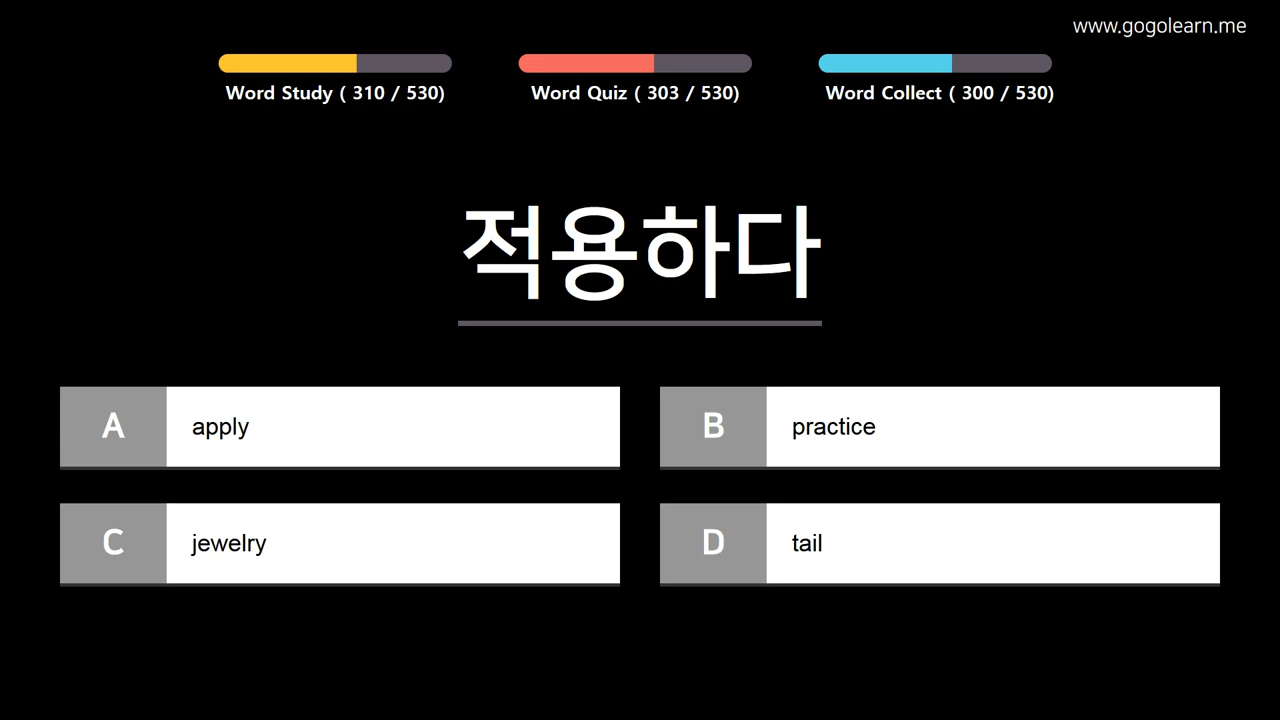 www.gogolearn.me
Word Study ( 310 / 530)
Word Quiz ( 303 / 530)
Word Collect ( 300 / 530)
적용하다
A apply
B practice
C jewelry
D tail